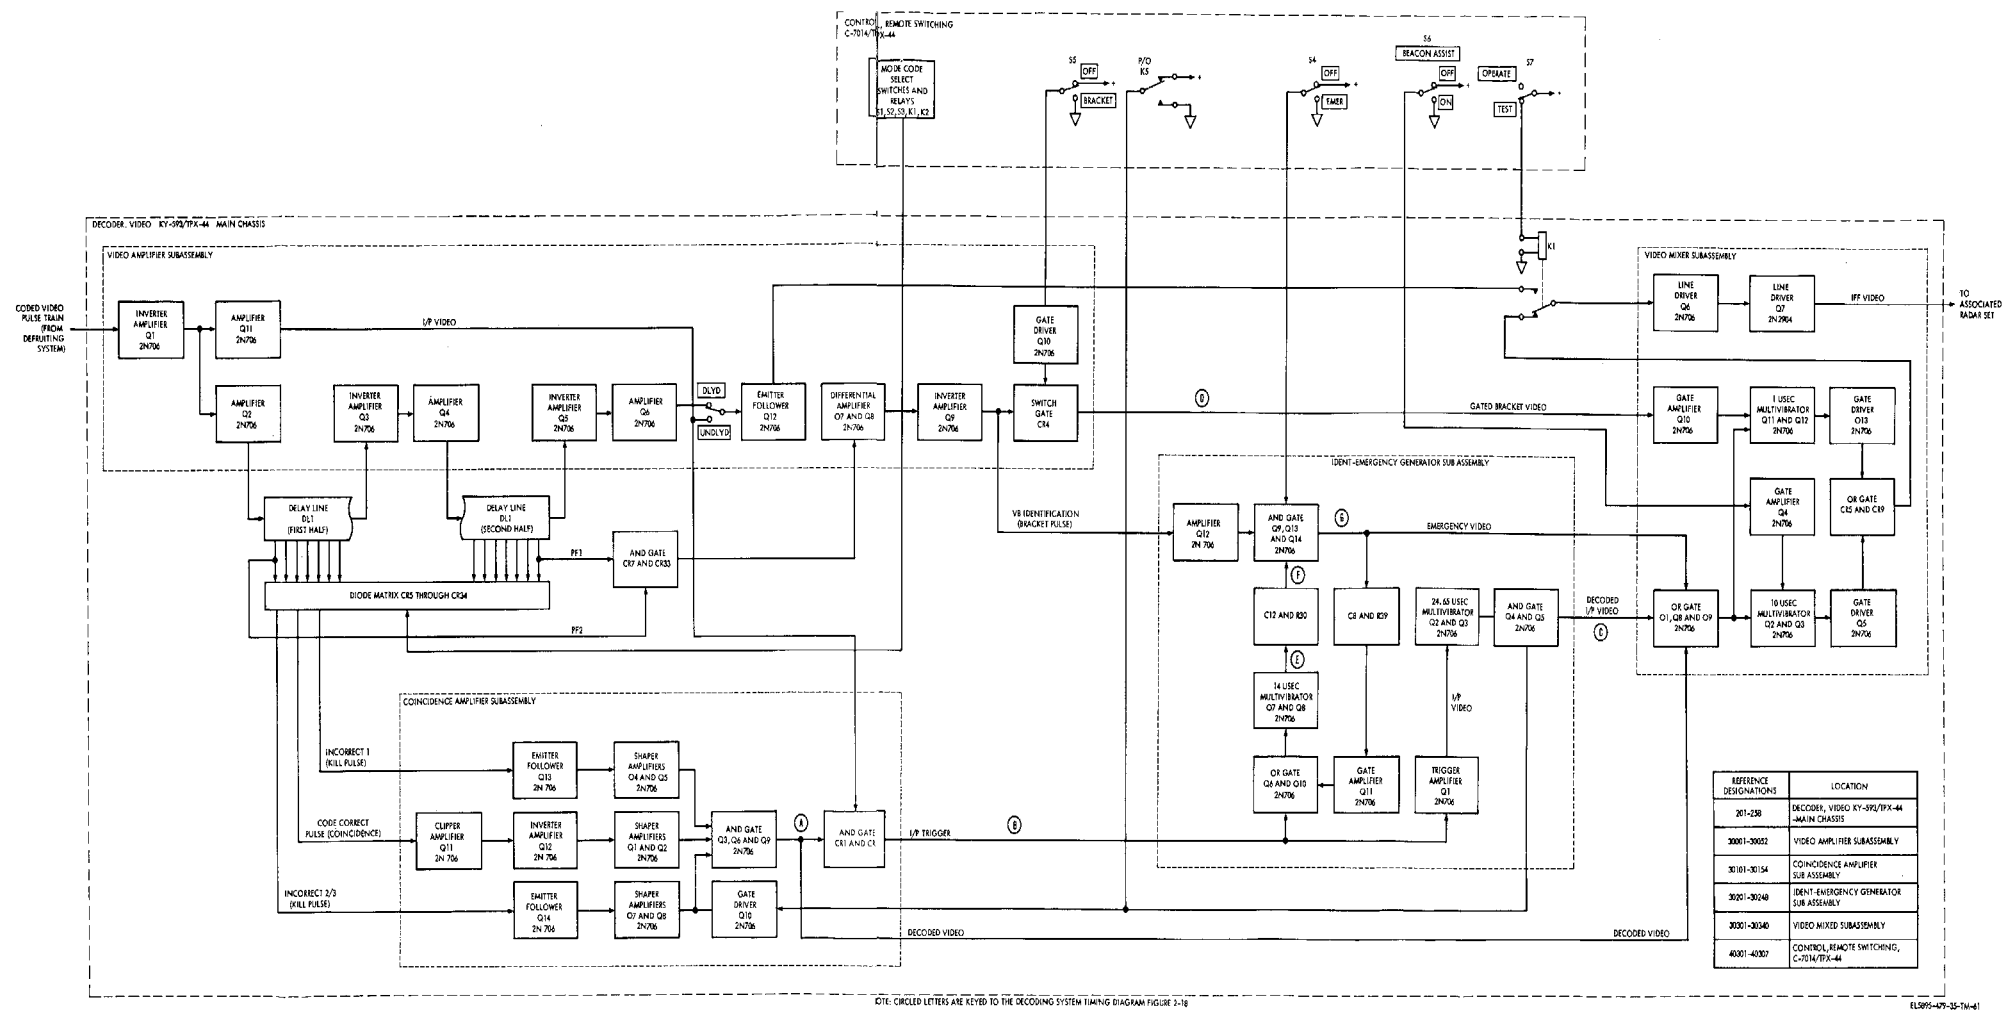 CONTRO REMOTE SWITCHING
C-7014/TPX-44
MODE CODE
SELECT
SWITCHES AND
RELAYS
S1,S2,S3,K1,K2
S5
OFF
BRACKET
P/O
K5
S4
OFF
EMER
S6
BEACON ASSIST
OFF
ON
S7
OPERATE
TEST
K1
DECODER, VIDEO KY-593/TPX-44 MAIN CHASSIS
VIDEO AMPLIFIER SUBASSEMBLY
CODED VIDEO
PULSE TRAIN
(FROM
DEFRUITING
SYSTEM)
INVERTER
AMPLIFIER
Q1
2N706
AMPLIFIER
Q11
2N706
I/P VIDEO
AMPLIFIER
Q2
2N706
INVERTER
AMPLIFIER
Q3
2N706
AMPLIFIER
Q4
2N706
INVERTER
AMPLIFIER
Q5
2N706
AMPLIFIER
Q6
2N706
DLYD
UNDLYD
EMITTER
FOLLOWER
Q12
2N706
DIFFERENTIAL
AMPLIFIER
Q7 AND Q8
2N706
INVERTER
AMPLIFIER
Q9
2N706
GATE
DRIVER
Q10
2N706
SWITCH
GATE
CR4
D
GATED BRACKET VIDEO
VIDEO MIXER SUBASSEMBLY
LINE
DRIVER
Q6
2N706
LINE
DRIVER
Q7
2N2904
IFF VIDEO
TO
ASSOCIATED
RADAR SET
GATE
AMPLIFIER
Q10
2N706
1 USEC
MULTIVIBRATOR
Q11 AND Q12
2N706
GATE
DRIVER
Q13
2N706
GATE
AMPLIFIER
Q4
2N706
OR GATE
CR5 AND CR9
OR GATE
Q1,Q8 AND Q9
2N706
10 USEC
MULTIVIBRATOR
Q2 AND Q3
2N706
GATE
DRIVER
Q5
2N706
DELAY LINE
DL1
(FIRST HALF)
DELAY LINE
DL1
(SECOND HALF)
PF1
AND GATE
CR7 AND CR33
DIODE MATRIX CR5 THROUGH CR34
PF2
VB IDENTIFICATION
(BRACKET PULSE)
IDENT-EMERGENCY GENERATOR SUB ASSEMBLY
AMPLIFIER
Q12
2N 706
AND GATE
Q9,Q13
AND Q14
2N706
G
EMERGENCY VIDEO
F
C12 AND R30
C8 AND R39
24.65 USEC
MULTIVIBRATOR
Q2 AND Q3
2N706
AND GATE
Q4 AND Q5
2N706
DECODED
I/P VIDEO
C
E
14 USEC
MULTIVIBRATOR
Q7 AND Q8
2N706
I/P
VIDEO
OR GATE
Q6 AND Q10
2N706
GATE
AMPLIFIER
Q11
2N706
TRIGGER
AMPLIFIER
Q1
2N706
COINCIDENCE AMPLIFIER SUBASSEMBLY
INCORRECT 1
(KILL PULSE)
EMITTER
FOLLOWER
Q13
2N 706
SHAPER
AMPLIFIERS
Q4 AND Q5
2N706
CODE CORRECT
PULSE (COINCIDENCE)
CLIPPER
AMPLIFIER
Q11
2N 706
INVERTER
AMPLIFIER
Q12
2N 706
SHAPER
AMPLIFIERS
Q1 AND Q2
2N706
AND GATE
Q3,Q6 AND Q9
2N706
A
AND GATE
CR1 AND CR
I/P TRIGGER
B
INCORRECT 2/3
(KILL PULSE)
EMITTER
FOLLOWER
Q14
2N 706
SHAPER
AMPLIFIERS
Q7 AND Q8
2N706
GATE
DRIVER
Q10
2N706
DECODED VIDEO
DECODED VIDEO
REFERENCE DESIGNATIONS LOCATION
201-258 DECODER, VIDEO KY-593/TPX-44
-MAIN CHASSIS
30001-30052 VIDEO AMPLIFIER SUBASSEMBLY
30101-30154 COINCIDENCE AMPLIFIER
SUB ASSEMBLY
30201-30248 IDENT-EMERGENCY GENERATOR
SUB ASSEMBLY
30301-30340 VIDEO MIXED SUBASSEMBLY
40301-40307 CONTROL,REMOTE SWITCHING,
C-7014/TPX-44
OTE: CIRCLED LETTERS ARE KEYED TO THE DECODING SYSTEM TIMING DIAGRAM FIGURE 2-18
EL5895-479-35-TM-61